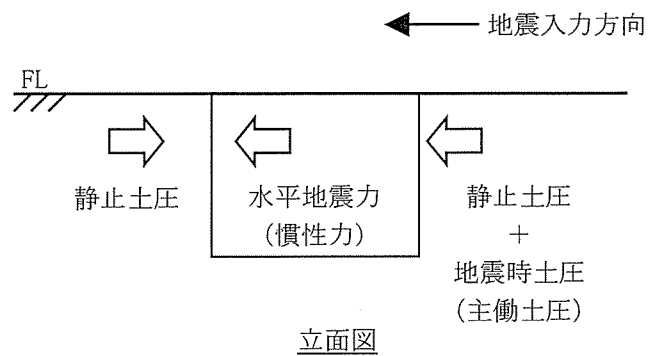 地震入力方向
FL
静止土圧
水平地震力
(慣性力)
静止土圧
+
地震時土圧
(主働土圧)
立面図